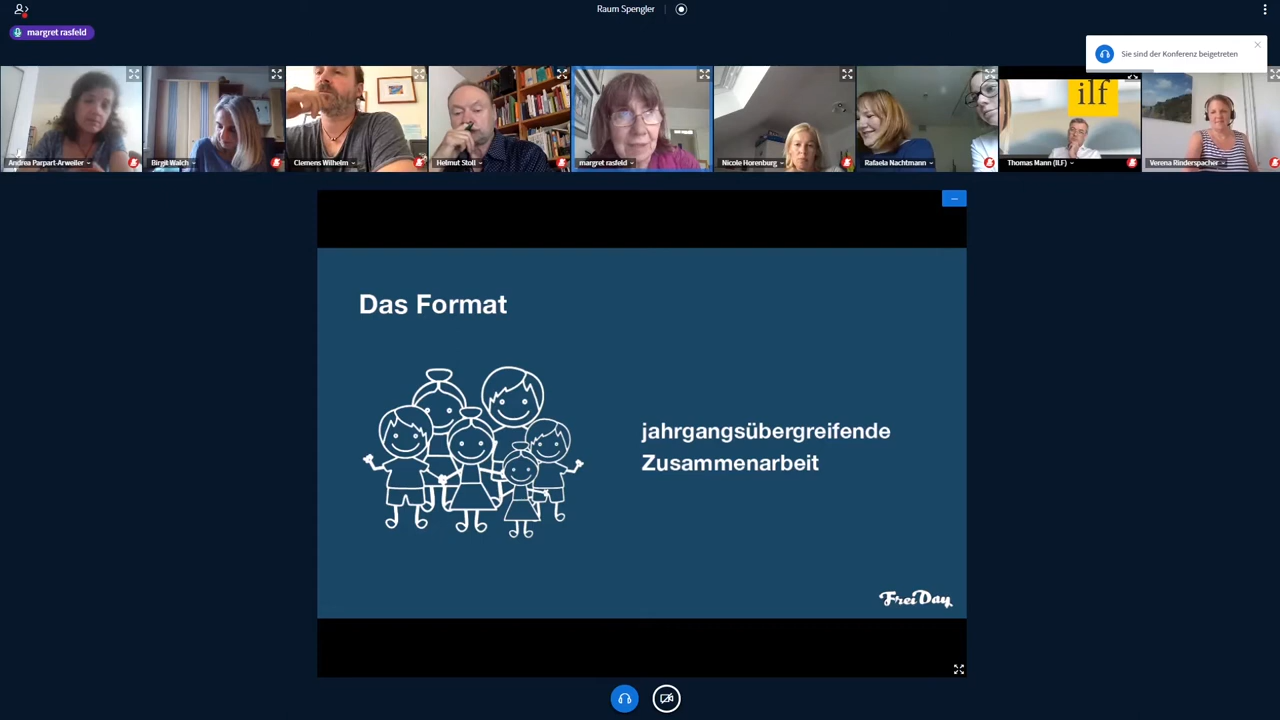 Raum Spengler
margret rasfeld
Sie sind der Konferenz beigetreten
Andrea Parpart-Arweiler
Birgit Walch
Clemens Wilhelm
Helmut Stoll
margret rasfeld
Nicole Horenburg
Rafaela Nachtmann
ilf
Thomas Mann (ILF)
Verena Rinderspacher
Das Format
jahrgangsübergreifende
Zusammenarbeit
FreiDay